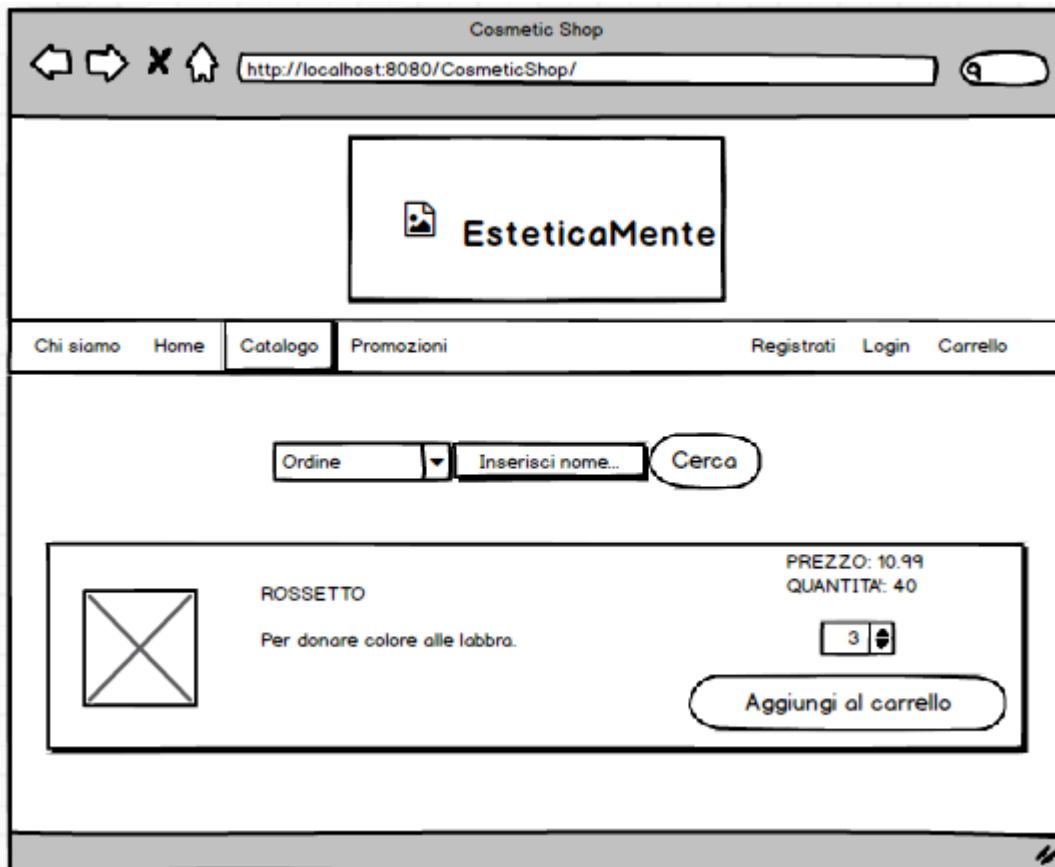 Cosmetic Shop
http://localhost:8080/CosmeticShop/
EsteticaMente
Chi siamo Home Catalogo Promozioni Registrati Login Carrello
Ordine Inserisci nome... Cerca
PREZZO: 10.99
QUANTITA': 40
ROSSETTO
Per donare colore alle labbra.
3
Aggiungi al carrello